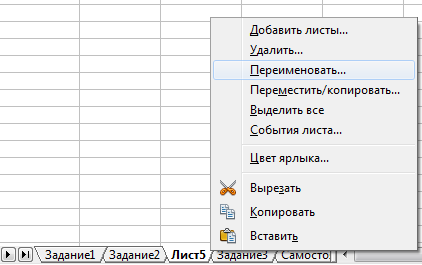 Добавить листы...
Удалить...
Переименовать...
Переместить/копировать...
Выделить все
События листа...
Цвет ярлыка...
Вырезать
Копировать
Вставить
Задание1 Задание2 Лист5 Задание3 Самосто